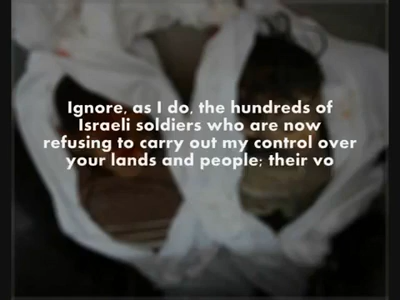 Ignore, as I do, the hundreds of
Israeli soldiers who are now
refusing to carry out my control over
your lands and people; their vo